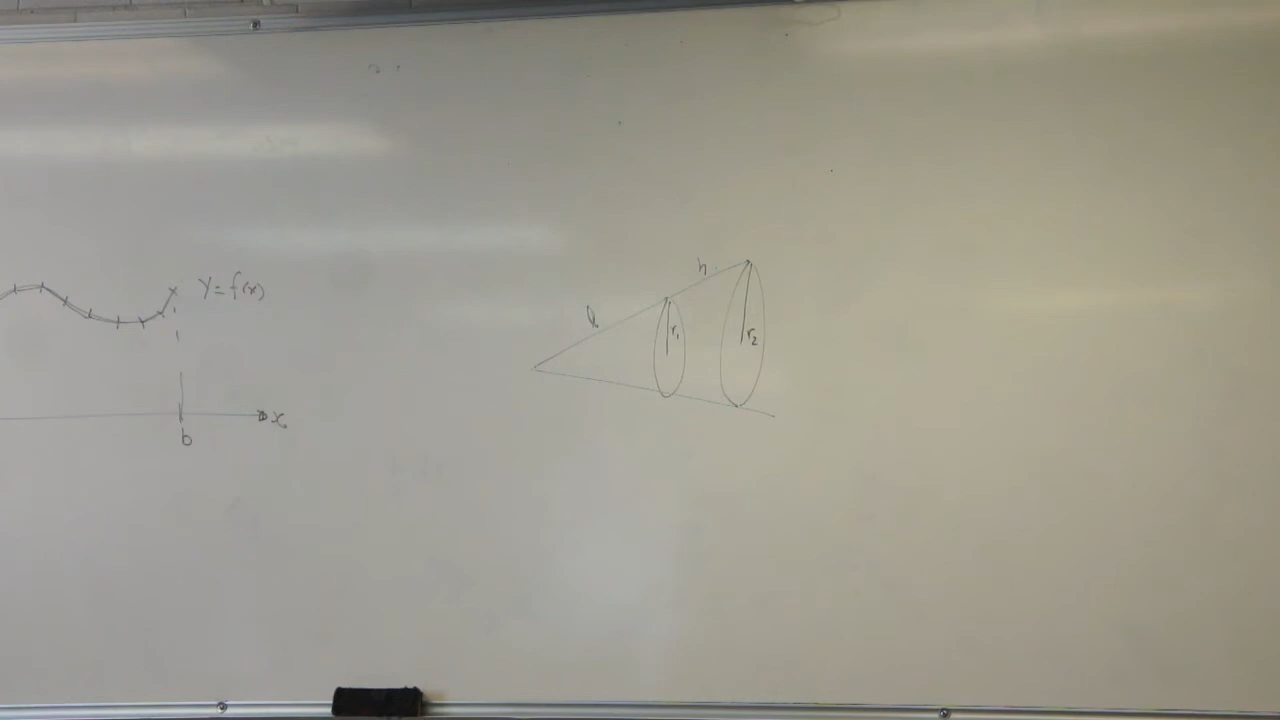 y = f(x)
x
b
l
h
r₁
r₂